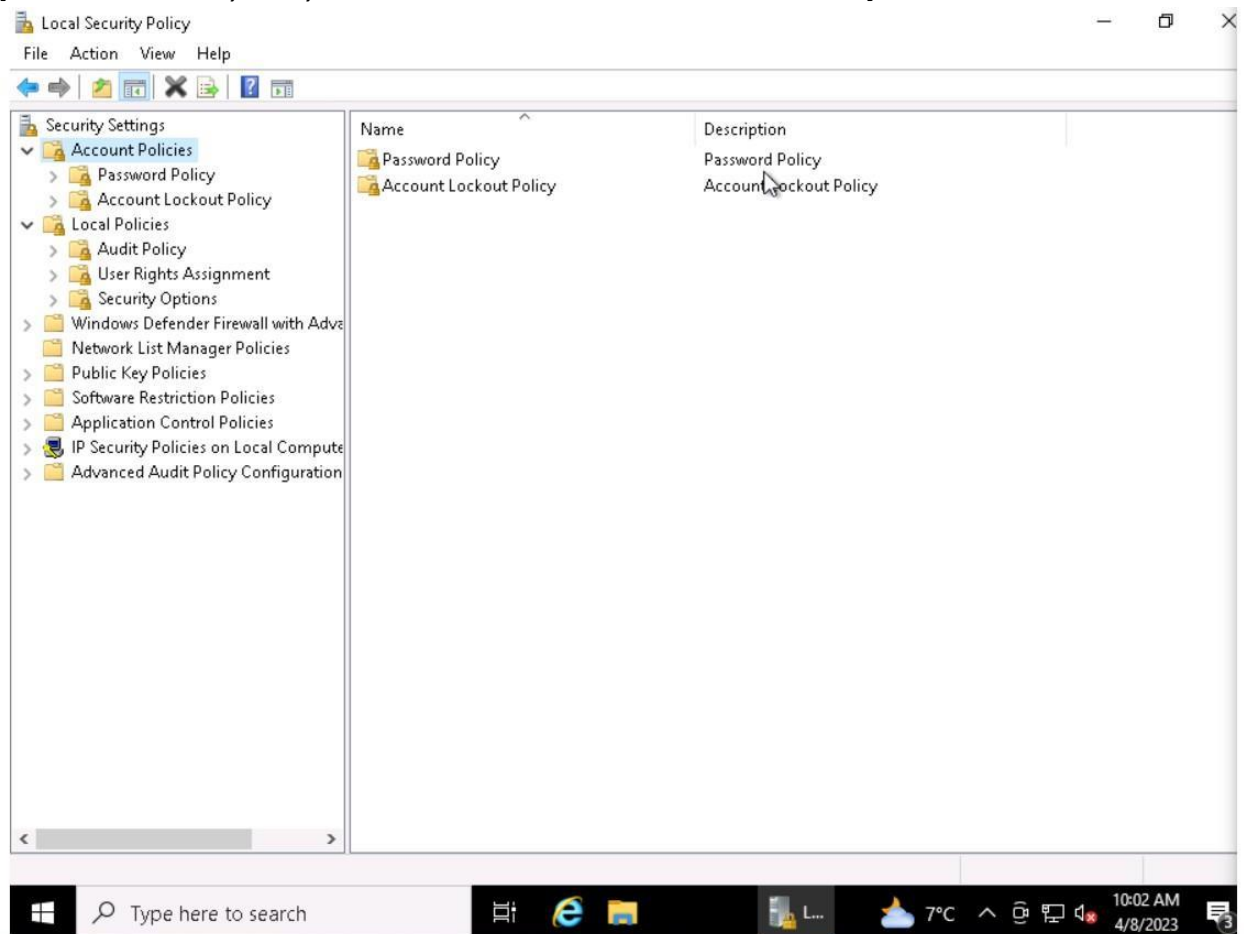 Local Security Policy
File Action View Help
Security Settings
Account Policies
Password Policy
Account Lockout Policy
Local Policies
Audit Policy
User Rights Assignment
Security Options
Windows Defender Firewall with Adva
Network List Manager Policies
Public Key Policies
Software Restriction Policies
Application Control Policies
IP Security Policies on Local Compute
Advanced Audit Policy Configuration
Name Description
Password Policy Password Policy
Account Lockout Policy Account Lockout Policy
Type here to search
L...
7°C
10:02 AM
4/8/2023
3